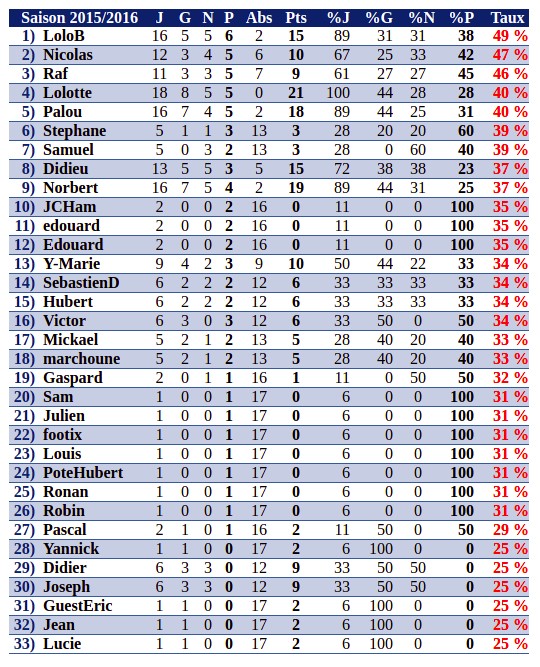 Saison 2015/2016 J G N P Abs Pts %J %G %N %P Taux
1) LoloB 16 5 5 6 2 15 89 31 31 38 49 %
2) Nicolas 12 3 4 5 6 10 67 25 33 42 47 %
3) Raf 11 3 3 5 7 9 61 27 27 45 46 %
4) Lolotte 18 8 5 5 0 21 100 44 28 28 40 %
5) Palou 16 7 4 5 2 18 89 44 25 31 40 %
6) Stephane 5 1 1 3 13 3 28 20 20 60 39 %
7) Samuel 5 0 3 2 13 3 28 0 60 40 39 %
8) Didieu 13 5 5 3 5 15 72 38 38 23 37 %
9) Norbert 16 7 5 4 2 19 89 44 31 25 37 %
10) JCHam 2 0 0 2 16 0 11 0 0 100 35 %
11) edouard 2 0 0 2 16 0 11 0 0 100 35 %
12) Edouard 2 0 0 2 16 0 11 0 0 100 35 %
13) Y-Marie 9 4 2 3 9 10 50 44 22 33 34 %
14) SebastienD 6 2 2 2 12 6 33 33 33 33 34 %
15) Hubert 6 2 2 2 12 6 33 33 33 33 34 %
16) Victor 6 3 0 3 12 6 33 50 0 50 34 %
17) Mickael 5 2 1 2 13 5 28 40 20 40 33 %
18) marchoune 5 2 1 2 13 5 28 40 20 40 33 %
19) Gaspard 2 0 1 1 16 1 11 0 50 50 32 %
20) Sam 1 0 0 1 17 0 6 0 0 100 31 %
21) Julien 1 0 0 1 17 0 6 0 0 100 31 %
22) footix 1 0 0 1 17 0 6 0 0 100 31 %
23) Louis 1 0 0 1 17 0 6 0 0 100 31 %
24) PoteHubert 1 0 0 1 17 0 6 0 0 100 31 %
25) Ronan 1 0 0 1 17 0 6 0 0 100 31 %
26) Robin 1 0 0 1 17 0 6 0 0 100 31 %
27) Pascal 2 1 0 1 16 2 11 50 0 50 29 %
28) Yannick 1 1 0 0 17 2 6 100 0 0 25 %
29) Didier 6 3 3 0 12 9 33 50 50 0 25 %
30) Joseph 6 3 3 0 12 9 33 50 50 0 25 %
31) GuestEric 1 1 0 0 17 2 6 100 0 0 25 %
32) Jean 1 1 0 0 17 2 6 100 0 0 25 %
33) Lucie 1 1 0 0 17 2 6 100 0 0 25 %